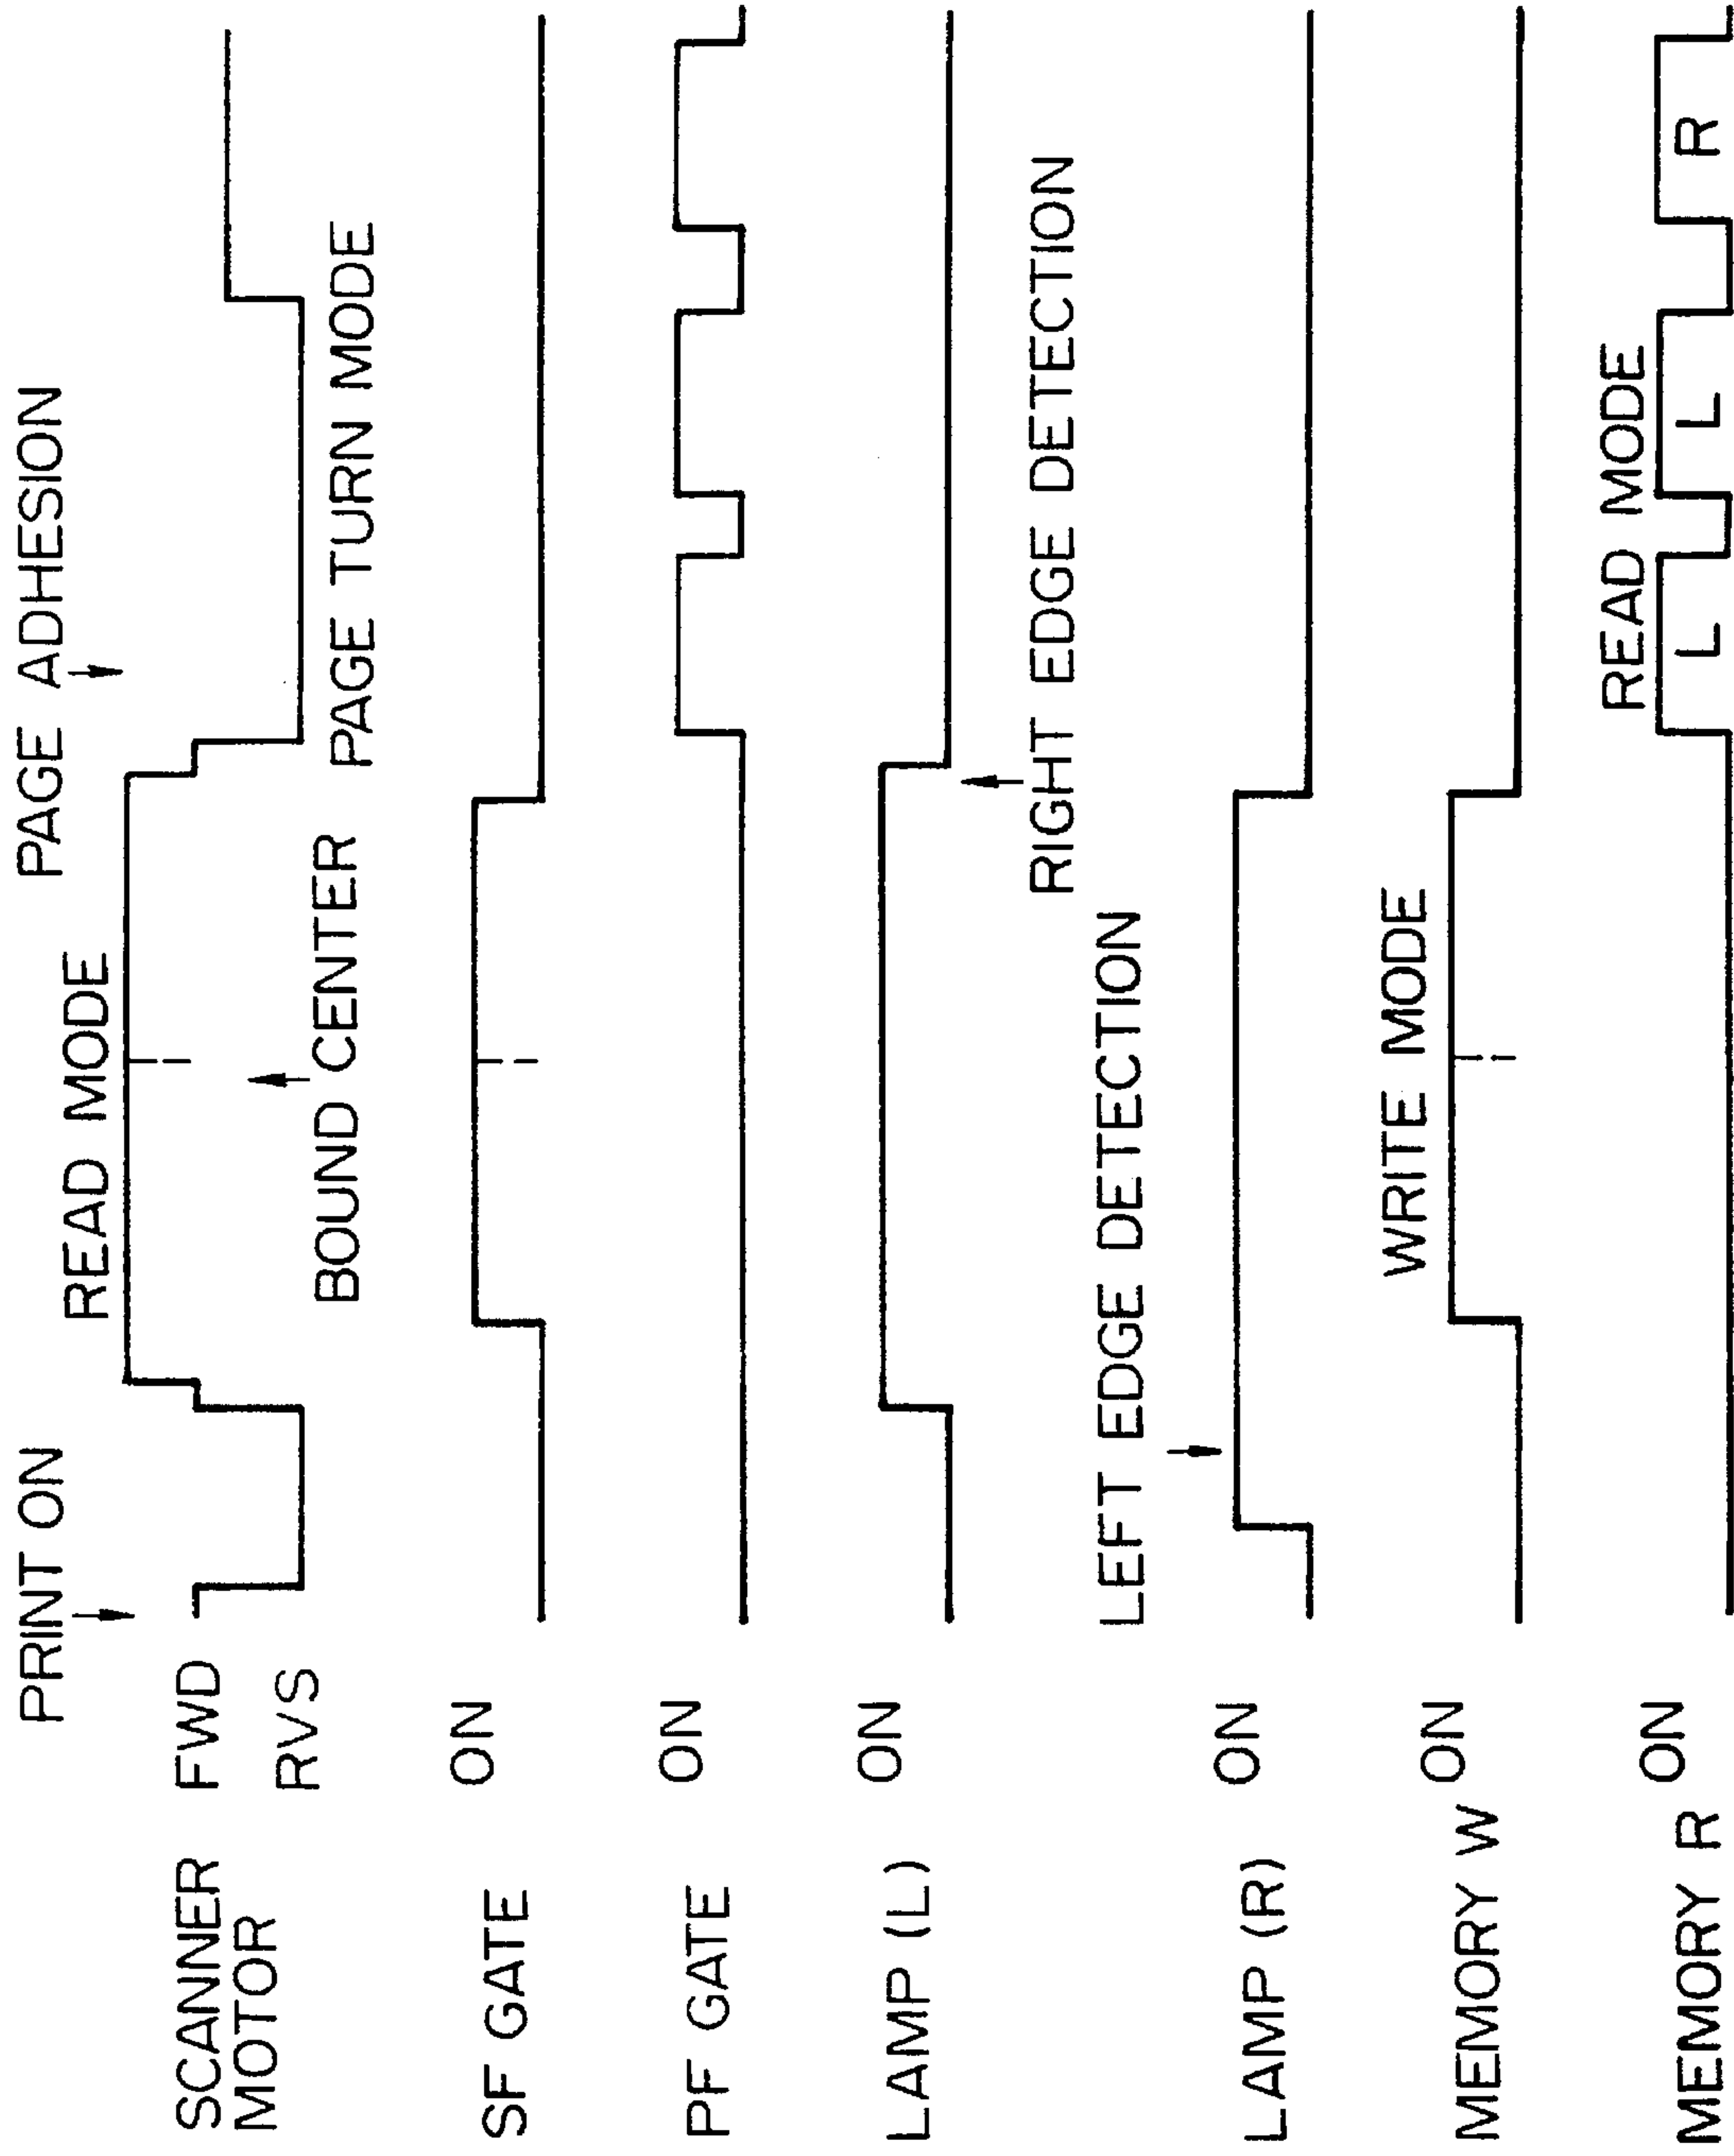 PRINT ON
PAGE ADHESION
READ MODE
SCANNER MOTOR
FWD
RVS
BOUND CENTER
PAGE TURN MODE
SF GATE
ON
PF GATE
ON
LAMP (L)
ON
RIGHT EDGE DETECTION
LEFT EDGE DETECTION
LAMP (R)
ON
WRITE MODE
MEMORY W
ON
READ MODE
MEMORY R
ON
L
L
R